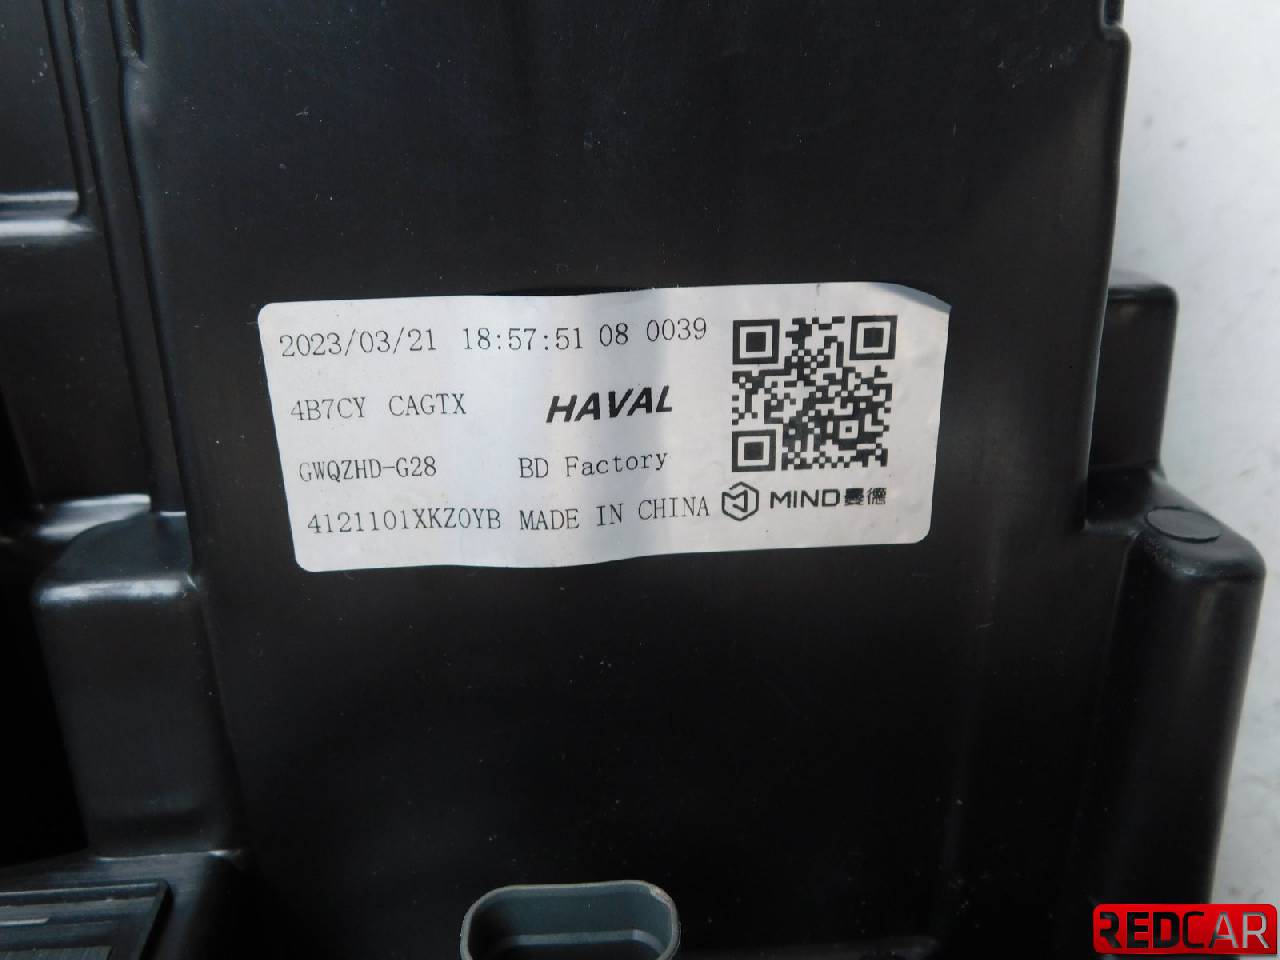 2023/03/21 18:57:51 08 0039
4B7CY CAGTX HAVAL
GWQZHD-G28 BD Factory
4121101XKZ0YB MADE IN CHINA MIND曼德
REDCAR